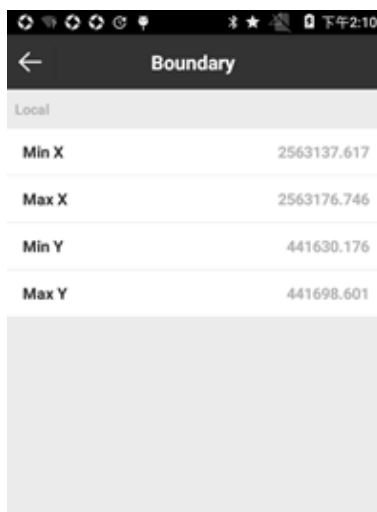 下午2:10
Boundary
Local
Min X 2563137.617
Max X 2563176.746
Min Y 441630.176
Max Y 441698.601